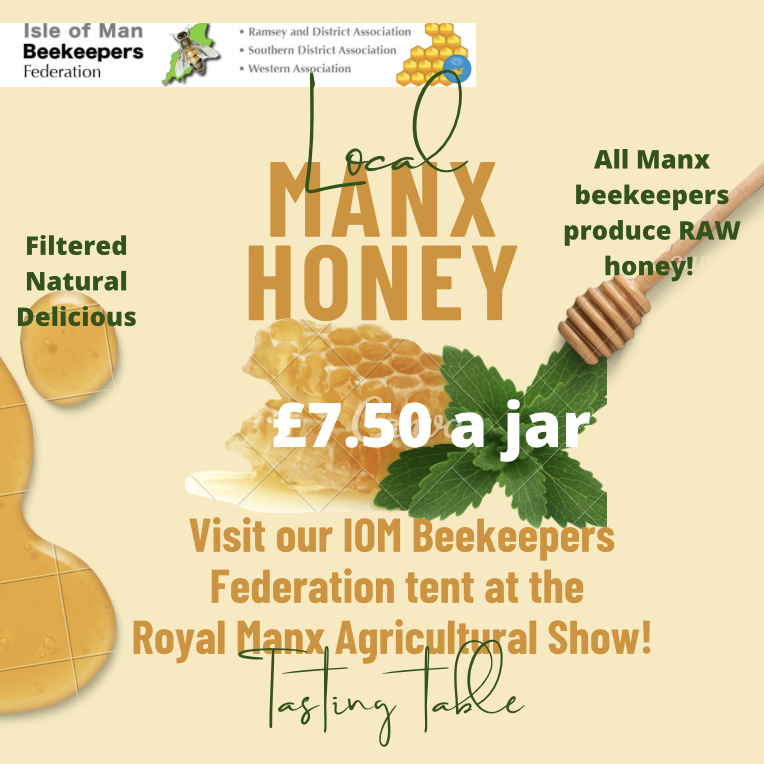 Isle of Man
Beekeepers
Federation
• Ramsey and District Association
• Southern District Association
• Western Association
Local
MANX
HONEY
All Manx
beekeepers
produce RAW
honey!
Filtered
Natural
Delicious
£7.50 a jar
Canva
Visit our IOM Beekeepers
Federation tent at the
Royal Manx Agricultural Show!
Tasting table